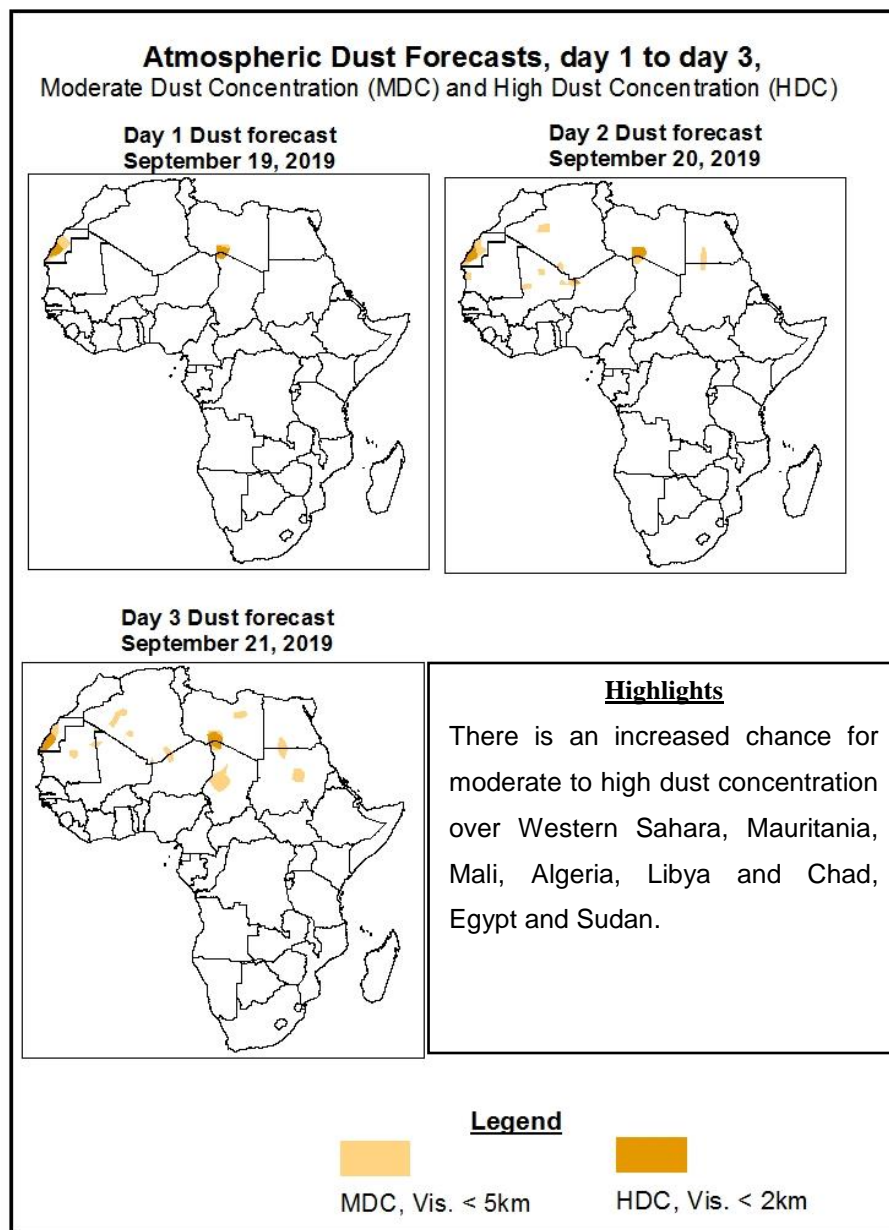 Atmospheric Dust Forecasts, day 1 to day 3,
Moderate Dust Concentration (MDC) and High Dust Concentration (HDC)
Day 1 Dust forecast
September 19, 2019
Day 2 Dust forecast
September 20, 2019
Day 3 Dust forecast
September 21, 2019
Highlights
There is an increased chance for
moderate to high dust concentration
over Western Sahara, Mauritania,
Mali, Algeria, Libya and Chad,
Egypt and Sudan.
Legend
MDC, Vis. < 5km
HDC, Vis. < 2km